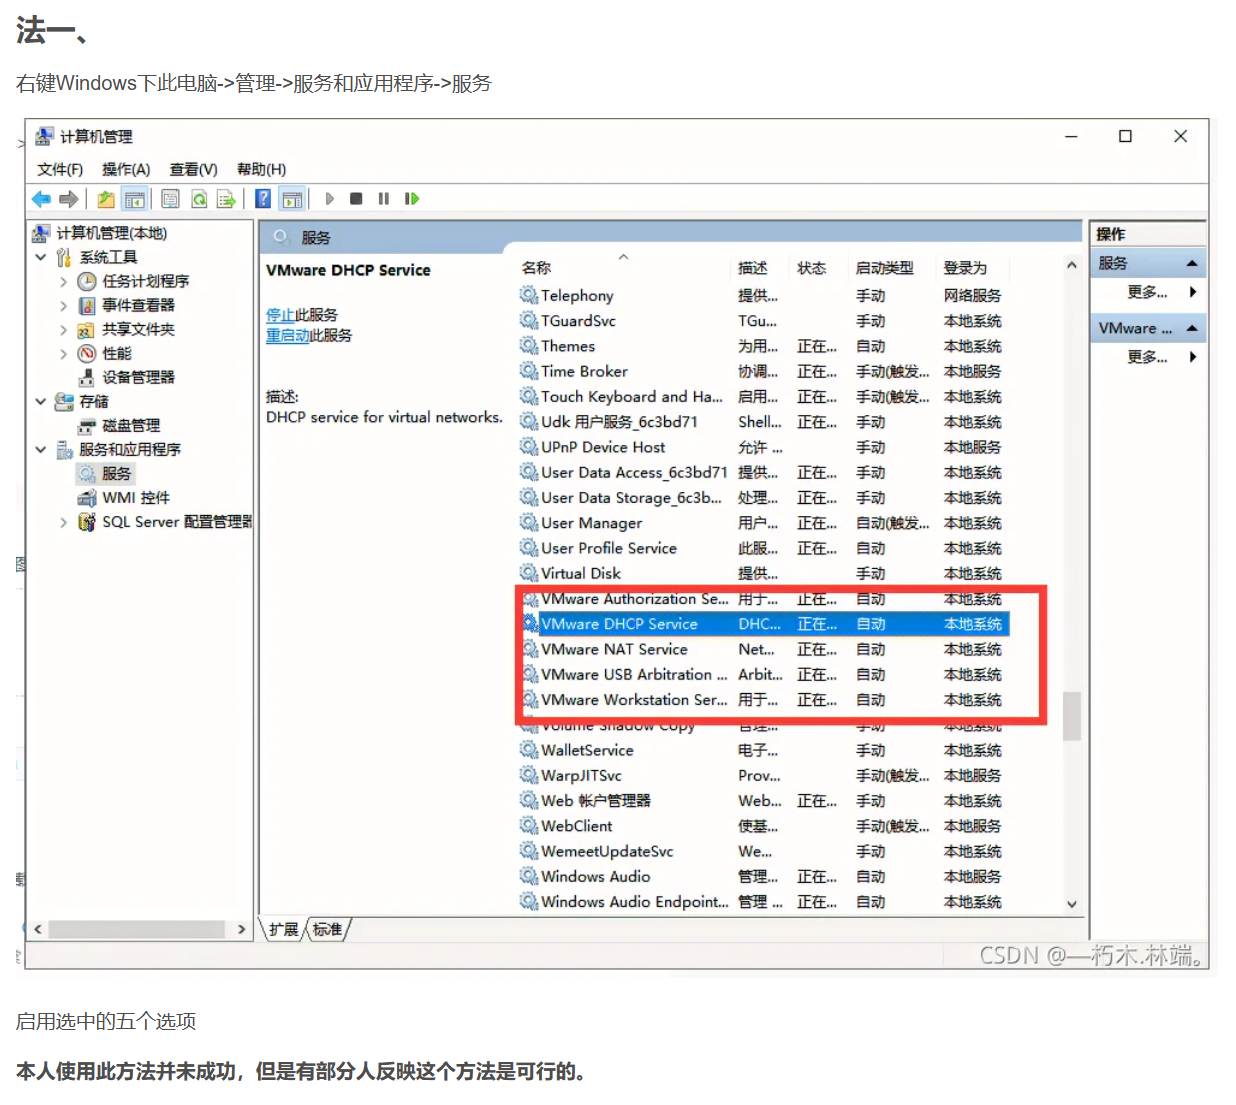 法一、
右键Windows下此电脑->管理->服务和应用程序->服务
计算机管理
文件(F) 操作(A) 查看(V) 帮助(H)
计算机管理(本地)
系统工具
任务计划程序
事件查看器
共享文件夹
性能
设备管理器
存储
磁盘管理
服务和应用程序
服务
WMI 控件
SQL Server 配置管理器
服务
VMware DHCP Service
停止此服务
重启动此服务
描述:
DHCP service for virtual networks.
名称 描述 状态 启动类型 登录为
Telephony 提供... 手动 网络服务
TGuardSvc TGu... 手动 本地系统
Themes 为用... 正在... 自动 本地系统
Time Broker 协调... 正在... 手动(触发... 本地服务
Touch Keyboard and Ha... 启用... 正在... 手动(触发... 本地系统
Udk 用户服务_6c3bd71 Shell... 正在... 手动 本地系统
UPnP Device Host 允许 ... 手动 本地服务
User Data Access_6c3bd71 提供... 正在... 手动 本地系统
User Data Storage_6c3b... 处理... 正在... 手动 本地系统
User Manager 用户... 正在... 自动(触发... 本地系统
User Profile Service 此服... 正在... 自动 本地系统
Virtual Disk 提供... 手动 本地系统
VMware Authorization Se... 用于... 正在... 自动 本地系统
VMware DHCP Service DHC... 正在... 自动 本地系统
VMware NAT Service Net... 正在... 自动 本地系统
VMware USB Arbitration ... Arbit... 正在... 自动 本地系统
VMware Workstation Ser... 用于... 正在... 自动 本地系统
Volume Shadow Copy 管理... 手动 本地系统
WalletService 电子... 手动 本地系统
WarpJITSvc Prov... 手动(触发... 本地服务
Web 帐户管理器 Web... 正在... 手动 本地系统
WebClient 使基... 手动(触发... 本地服务
WemeetUpdateSvc We... 手动 本地系统
Windows Audio 管理... 正在... 自动 本地服务
Windows Audio Endpoint... 管理 ... 正在... 自动 本地系统
扩展 标准
操作
服务
更多...
VMware ...
更多...
CSDN @—朽木.林端。
启用选中的五个选项
本人使用此方法并未成功，但是有部分人反映这个方法是可行的。